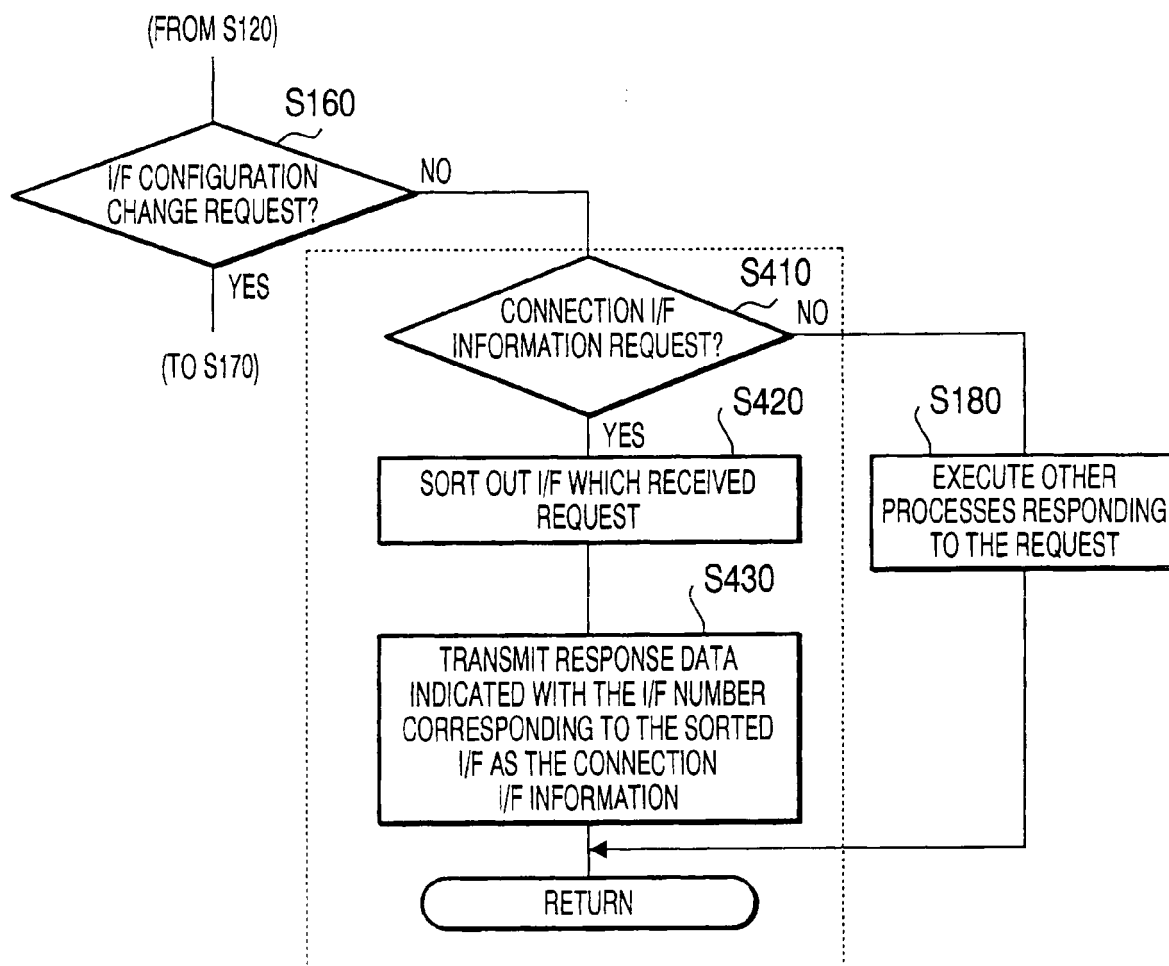 (FROM S120)
S160
I/F CONFIGURATION
CHANGE REQUEST?
NO
YES
(TO S170)
S410
CONNECTION I/F
INFORMATION REQUEST?
NO
YES
S420
SORT OUT I/F WHICH RECEIVED
REQUEST
S180
EXECUTE OTHER
PROCESSES RESPONDING
TO THE REQUEST
S430
TRANSMIT RESPONSE DATA
INDICATED WITH THE I/F NUMBER
CORRESPONDING TO THE SORTED
I/F AS THE CONNECTION
I/F INFORMATION
RETURN